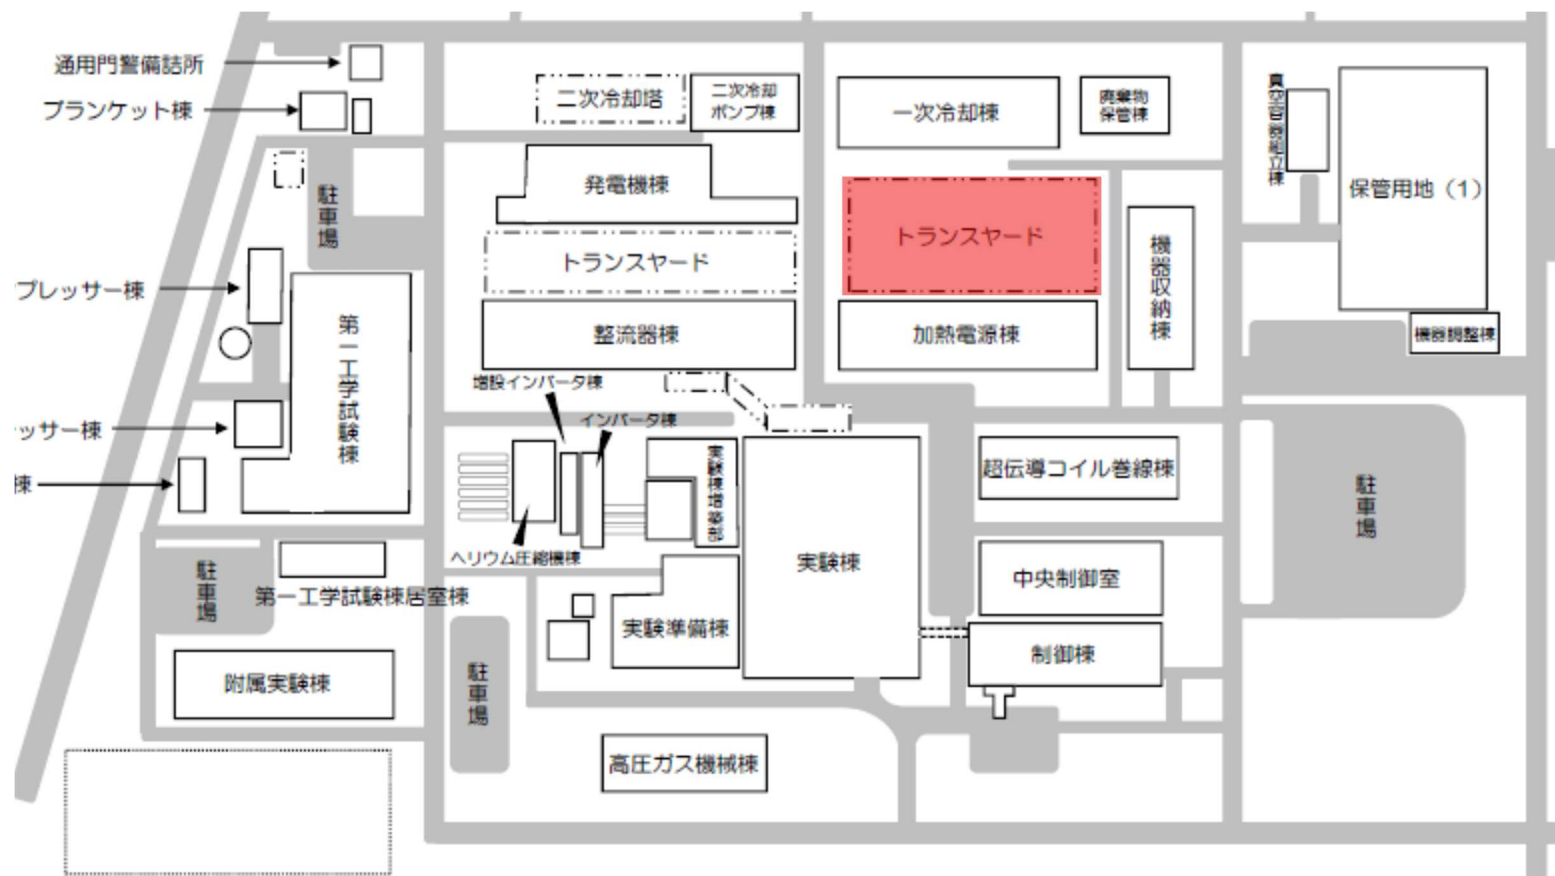 通用門警備詰所
ブランケット棟
二次冷却塔
二次冷却
ポンプ棟
一次冷却棟
廃棄物
保管棟
真空容器組立棟
保管用地（1）
駐車場
発電機棟
トランスヤード
トランスヤード
機器収納棟
プレッサー棟
第一工学試験棟
整流器棟
加熱電源棟
機器調整棟
増設インバータ棟
インバータ棟
ッサー棟
棟
実験棟増築部
超伝導コイル巻線棟
駐車場
ヘリウム圧縮機棟
実験棟
中央制御室
駐車場
第一工学試験棟居室棟
実験準備棟
制御棟
附属実験棟
駐車場
高圧ガス機械棟